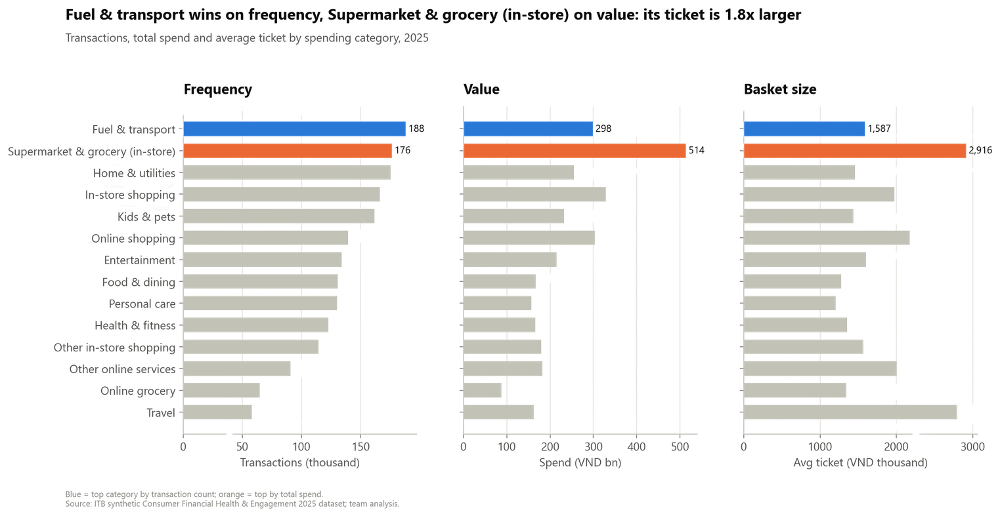 Fuel & transport wins on frequency, Supermarket & grocery (in-store) on value: its ticket is 1.8x larger
Transactions, total spend and average ticket by spending category, 2025
Frequency
Value
Basket size
Fuel & transport
188
298
1,587
Supermarket & grocery (in-store)
176
514
2,916
Home & utilities
In-store shopping
Kids & pets
Online shopping
Entertainment
Food & dining
Personal care
Health & fitness
Other in-store shopping
Other online services
Online grocery
Travel
0 50 100 150
0 100 200 300 400 500
0 1000 2000 3000
Transactions (thousand)
Spend (VND bn)
Avg ticket (VND thousand)
Blue = top category by transaction count; orange = top by total spend.
Source: ITB synthetic Consumer Financial Health & Engagement 2025 dataset; team analysis.